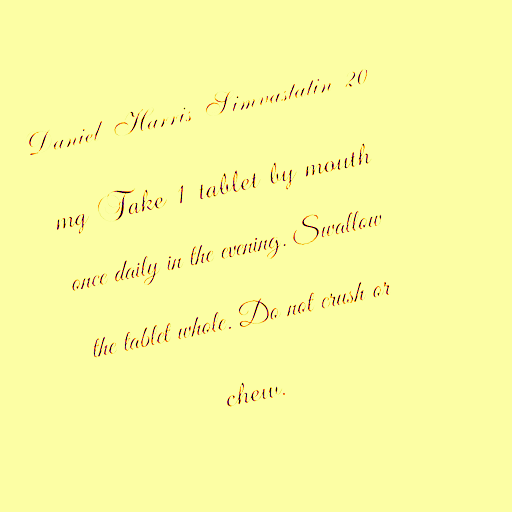 Daniel Harris Simvastatin 20
mg Take 1 tablet by mouth
once daily in the evening. Swallow
the tablet whole. Do not crush or
chew.